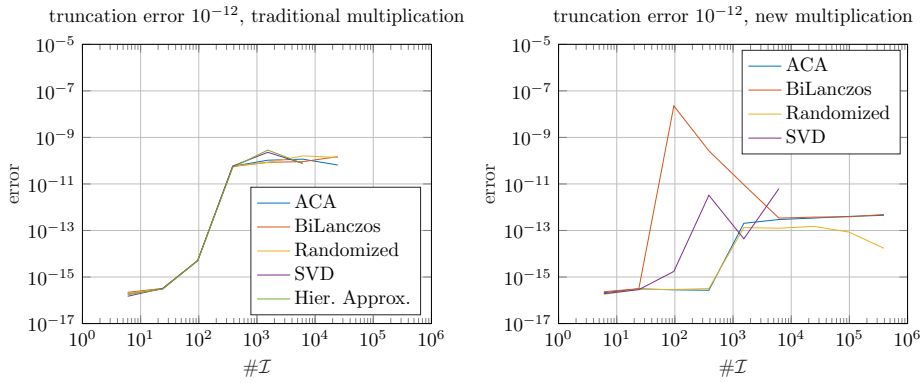 truncation error 10^{-12}, traditional multiplication
10^{-5}
10^{-7}
10^{-9}
10^{-11}
10^{-13}
10^{-15}
10^{-17}
error
ACA
BiLanczos
Randomized
SVD
Hier. Approx.
10^0 10^1 10^2 10^3 10^4 10^5 10^6
#ℐ
truncation error 10^{-12}, new multiplication
10^{-5}
10^{-7}
10^{-9}
10^{-11}
10^{-13}
10^{-15}
10^{-17}
error
ACA
BiLanczos
Randomized
SVD
10^0 10^1 10^2 10^3 10^4 10^5 10^6
#ℐ